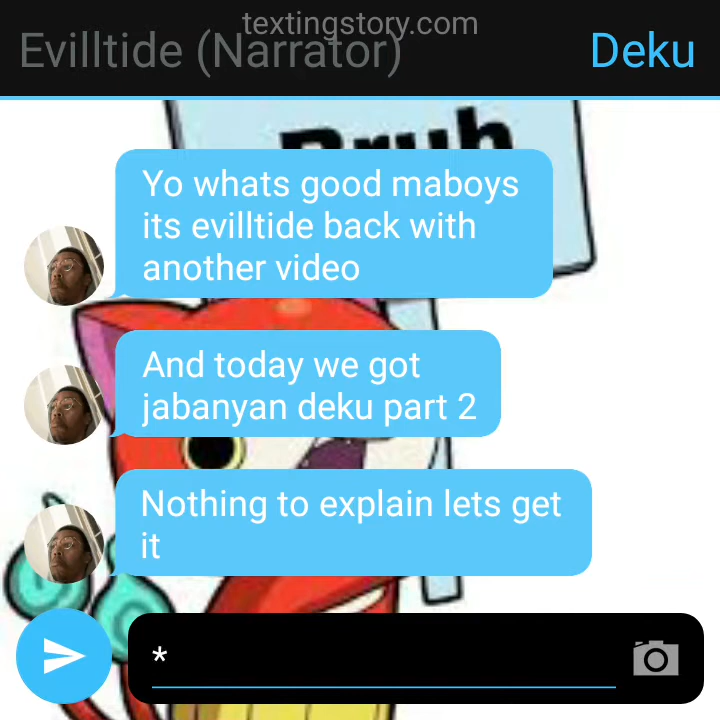 textingstory.com
Evilltide (Narrator)
Deku
Bruh
Yo whats good maboys
its evilltide back with
another video
And today we got
jabanyan deku part 2
Nothing to explain lets get
it
*